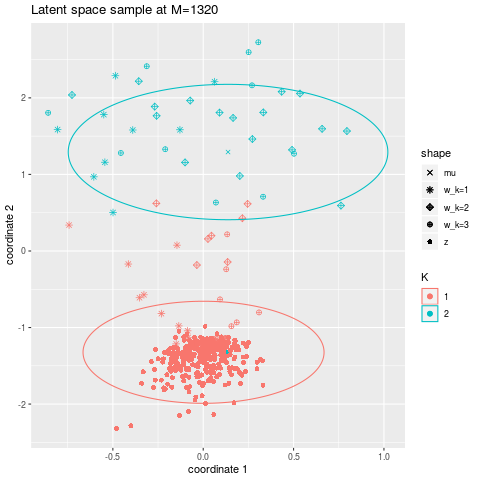 Latent space sample at M=1320
coordinate 2
2
1
0
-1
-2
-0.5
0.0
0.5
1.0
coordinate 1
shape
mu
w_k=1
w_k=2
w_k=3
z
K
1
2